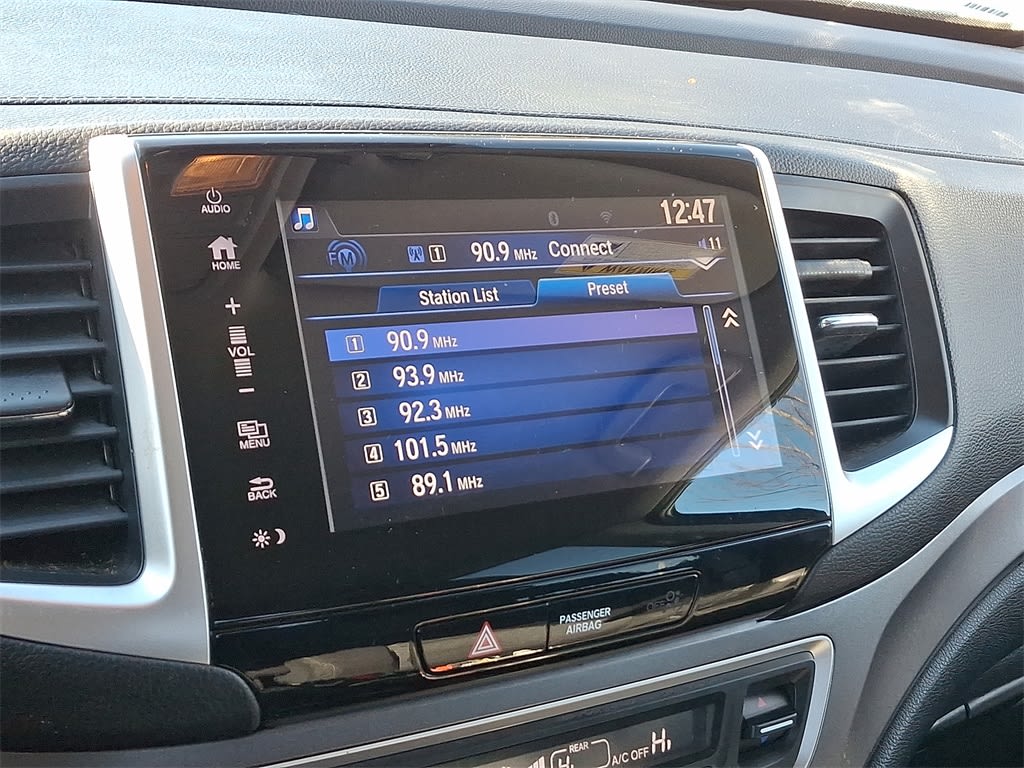 AUDIO
HOME
+
VOL
-
MENU
BACK
12:47
FM 1 90.9 MHz Connect 11
Station List Preset
1 90.9 MHz
2 93.9 MHz
3 92.3 MHz
4 101.5 MHz
5 89.1 MHz
PASSENGER
AIRBAG
REAR
Hi A/C OFF Hi